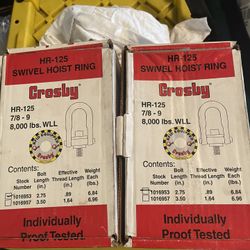 HR-125
SWIVEL HOIST RING
Crosby
HR-125
7/8 - 9
8,000 lbs. WLL
Contents:
Stock Number Bolt Length (in.) Effective Thread Length (in.) Weight Each (lbs.)
1016953 2.75 .89 6.84
1016957 3.50 1.64 6.96
Individually
Proof Tested
HR-125
SWIVEL HOIST RING
Crosby
HR-125
7/8 - 9
8,000 lbs. WLL
Contents:
Stock Number Bolt Length (in.) Effective Thread Length (in.) Weight Each (lbs.)
1016953 2.75 .89 6.84
1016957 3.50 1.64 6.96
Individually
Proof Tested